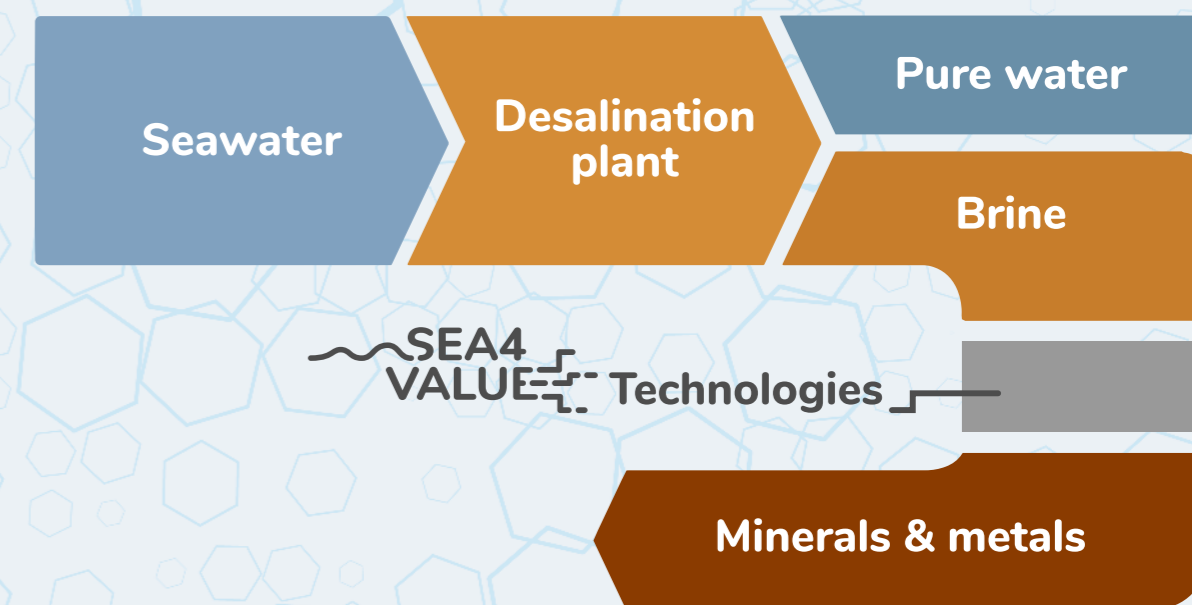 Seawater
Desalination
plant
Pure water
Brine
SEA4
VALUE
Technologies
Minerals & metals